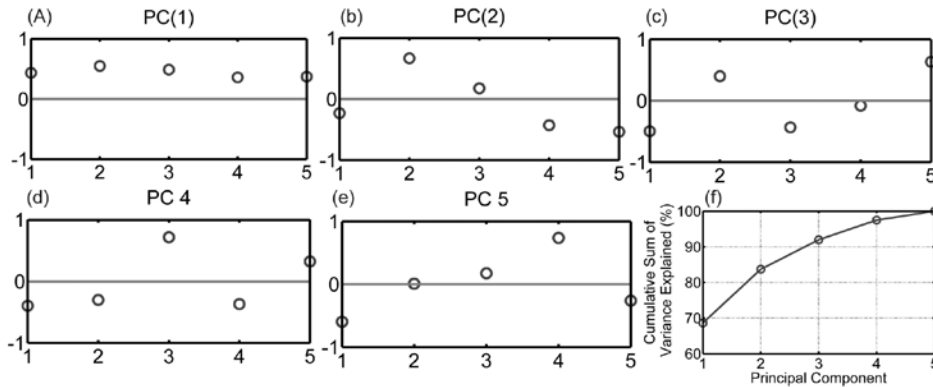 (A) PC(1)
1
0
-1
1 2 3 4 5
(b) PC(2)
1
0
-1
1 2 3 4 5
(c) PC(3)
1
0
-1
1 2 3 4 5
(d) PC 4
1
0
-1
1 2 3 4 5
(e) PC 5
1
0
-1
1 2 3 4 5
(f)
Cumulative Sum of
Variance Explained (%)
100
90
80
70
60
1 2 3 4 5
Principal Component